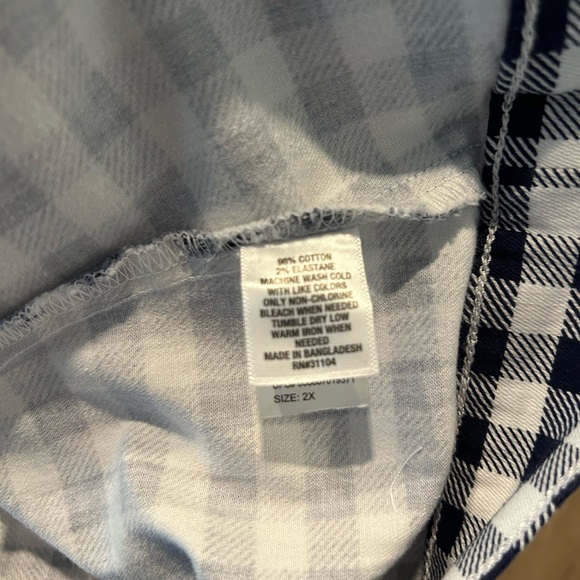 98% COTTON
2% ELASTANE
MACHINE WASH COLD
WITH LIKE COLORS
ONLY NON-CHLORINE
BLEACH WHEN NEEDED
TUMBLE DRY LOW
WARM IRON WHEN
NEEDED
MADE IN BANGLADESH
RN#31104
SIZE: 2X